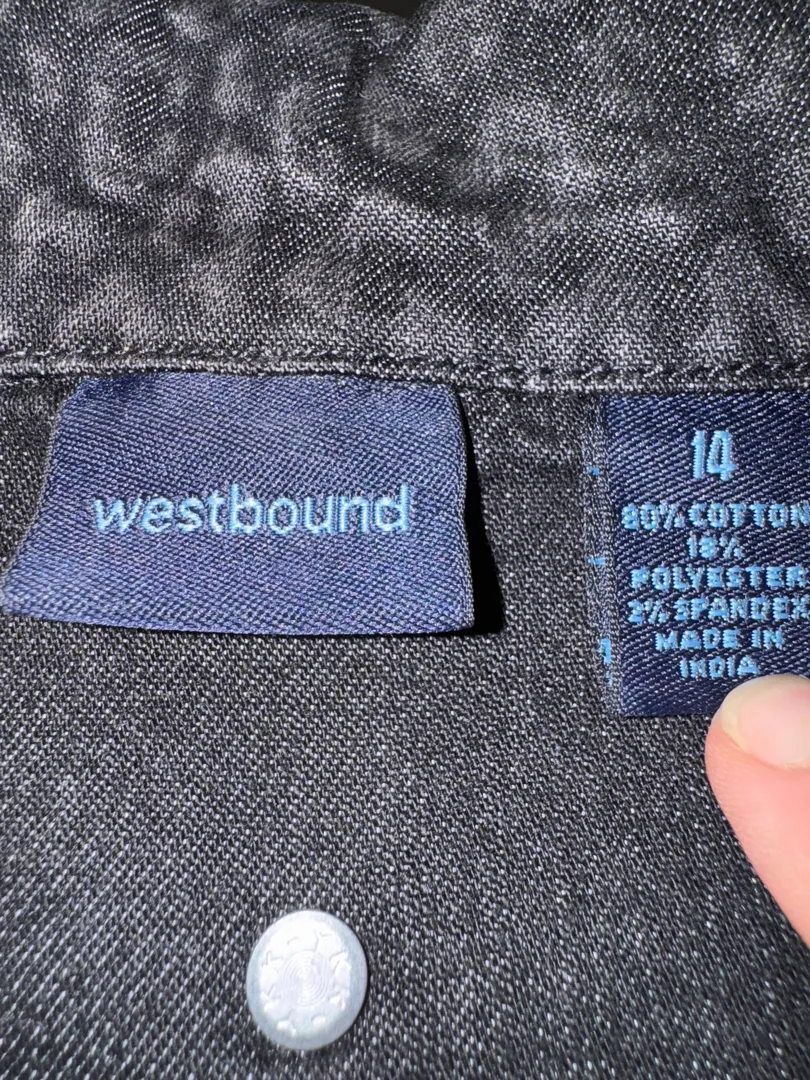 westbound
14
80% COTTON
18%
POLYESTER
2% SPANDEX
MADE IN
INDIA